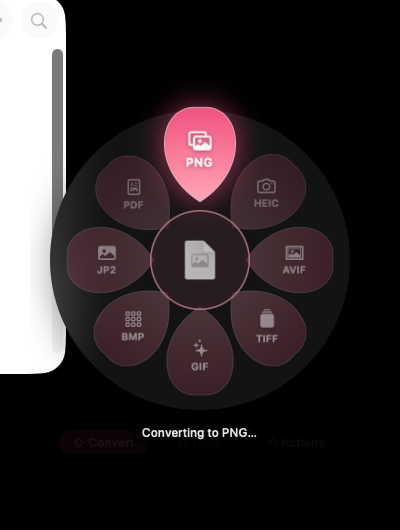 PNG
PDF
HEIC
JP2
AVIF
BMP
TIFF
GIF
Converting to PNG...
Convert
Actions